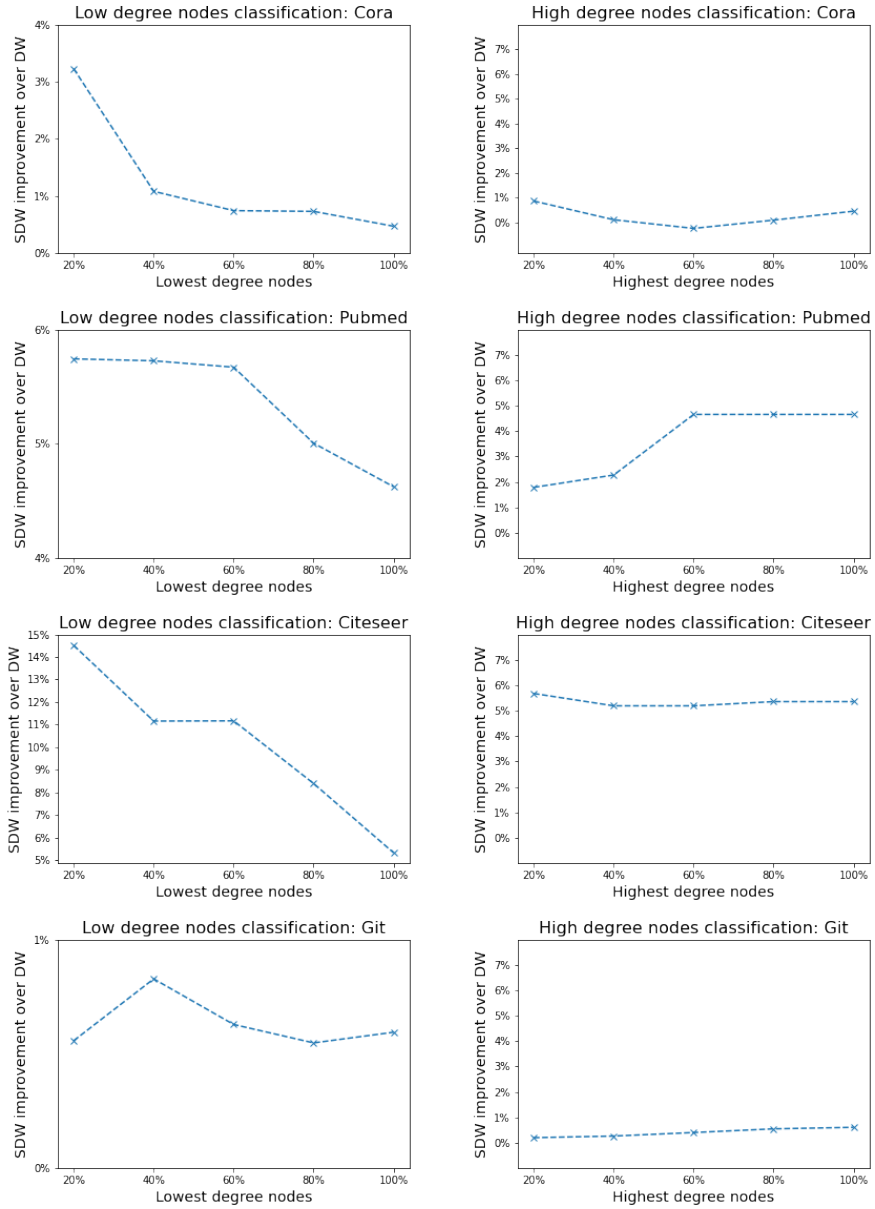 Low degree nodes classification: Cora
SDW improvement over DW
4%
3%
2%
1%
0%
20% 40% 60% 80% 100%
Lowest degree nodes
High degree nodes classification: Cora
SDW improvement over DW
7%
6%
5%
4%
3%
2%
1%
0%
20% 40% 60% 80% 100%
Highest degree nodes
Low degree nodes classification: Pubmed
SDW improvement over DW
6%
5%
4%
20% 40% 60% 80% 100%
Lowest degree nodes
High degree nodes classification: Pubmed
SDW improvement over DW
7%
6%
5%
4%
3%
2%
1%
0%
20% 40% 60% 80% 100%
Highest degree nodes
Low degree nodes classification: Citeseer
SDW improvement over DW
15%
14%
13%
12%
11%
10%
9%
8%
7%
6%
5%
20% 40% 60% 80% 100%
Lowest degree nodes
High degree nodes classification: Citeseer
SDW improvement over DW
7%
6%
5%
4%
3%
2%
1%
0%
20% 40% 60% 80% 100%
Highest degree nodes
Low degree nodes classification: Git
SDW improvement over DW
1%
0%
20% 40% 60% 80% 100%
Lowest degree nodes
High degree nodes classification: Git
SDW improvement over DW
7%
6%
5%
4%
3%
2%
1%
0%
20% 40% 60% 80% 100%
Highest degree nodes